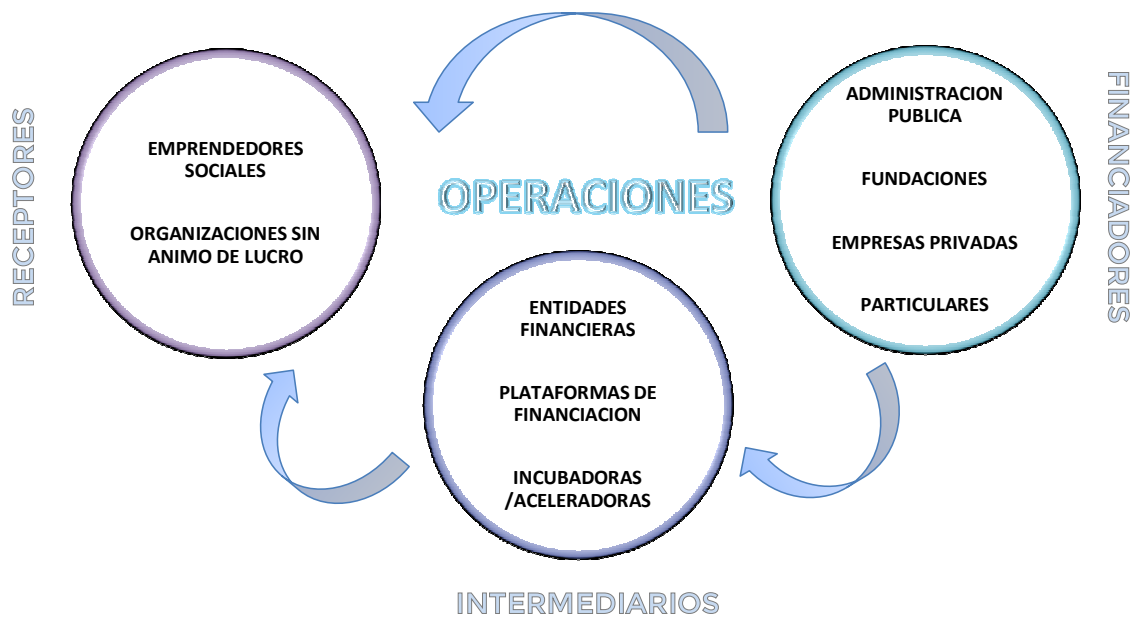 RECEPTORES
EMPRENDEDORES
SOCIALES
ORGANIZACIONES SIN
ANIMO DE LUCRO
OPERACIONES
ENTIDADES
FINANCIERAS
PLATAFORMAS DE
FINANCIACION
INCUBADORAS
/ACELERADORAS
INTERMEDIARIOS
ADMINISTRACION
PUBLICA
FUNDACIONES
EMPRESAS PRIVADAS
PARTICULARES
FINANCIADORES